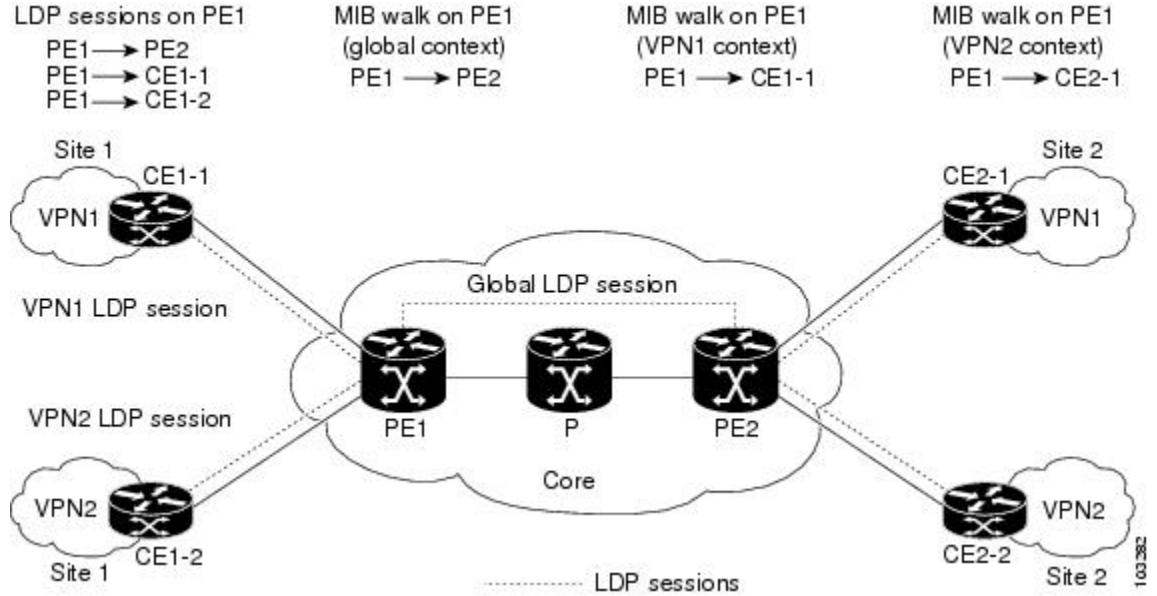 LDP sessions on PE1
PE1 → PE2
PE1 → CE1-1
PE1 → CE1-2
MIB walk on PE1
(global context)
PE1 → PE2
MIB walk on PE1
(VPN1 context)
PE1 → CE1-1
MIB walk on PE1
(VPN2 context)
PE1 → CE2-1
Site 1
CE1-1
VPN1
CE2-1
Site 2
VPN1
VPN1 LDP session
Global LDP session
PE1
P
PE2
VPN2 LDP session
Core
VPN2
CE1-2
Site 1
VPN2
CE2-2
Site 2
LDP sessions
103382